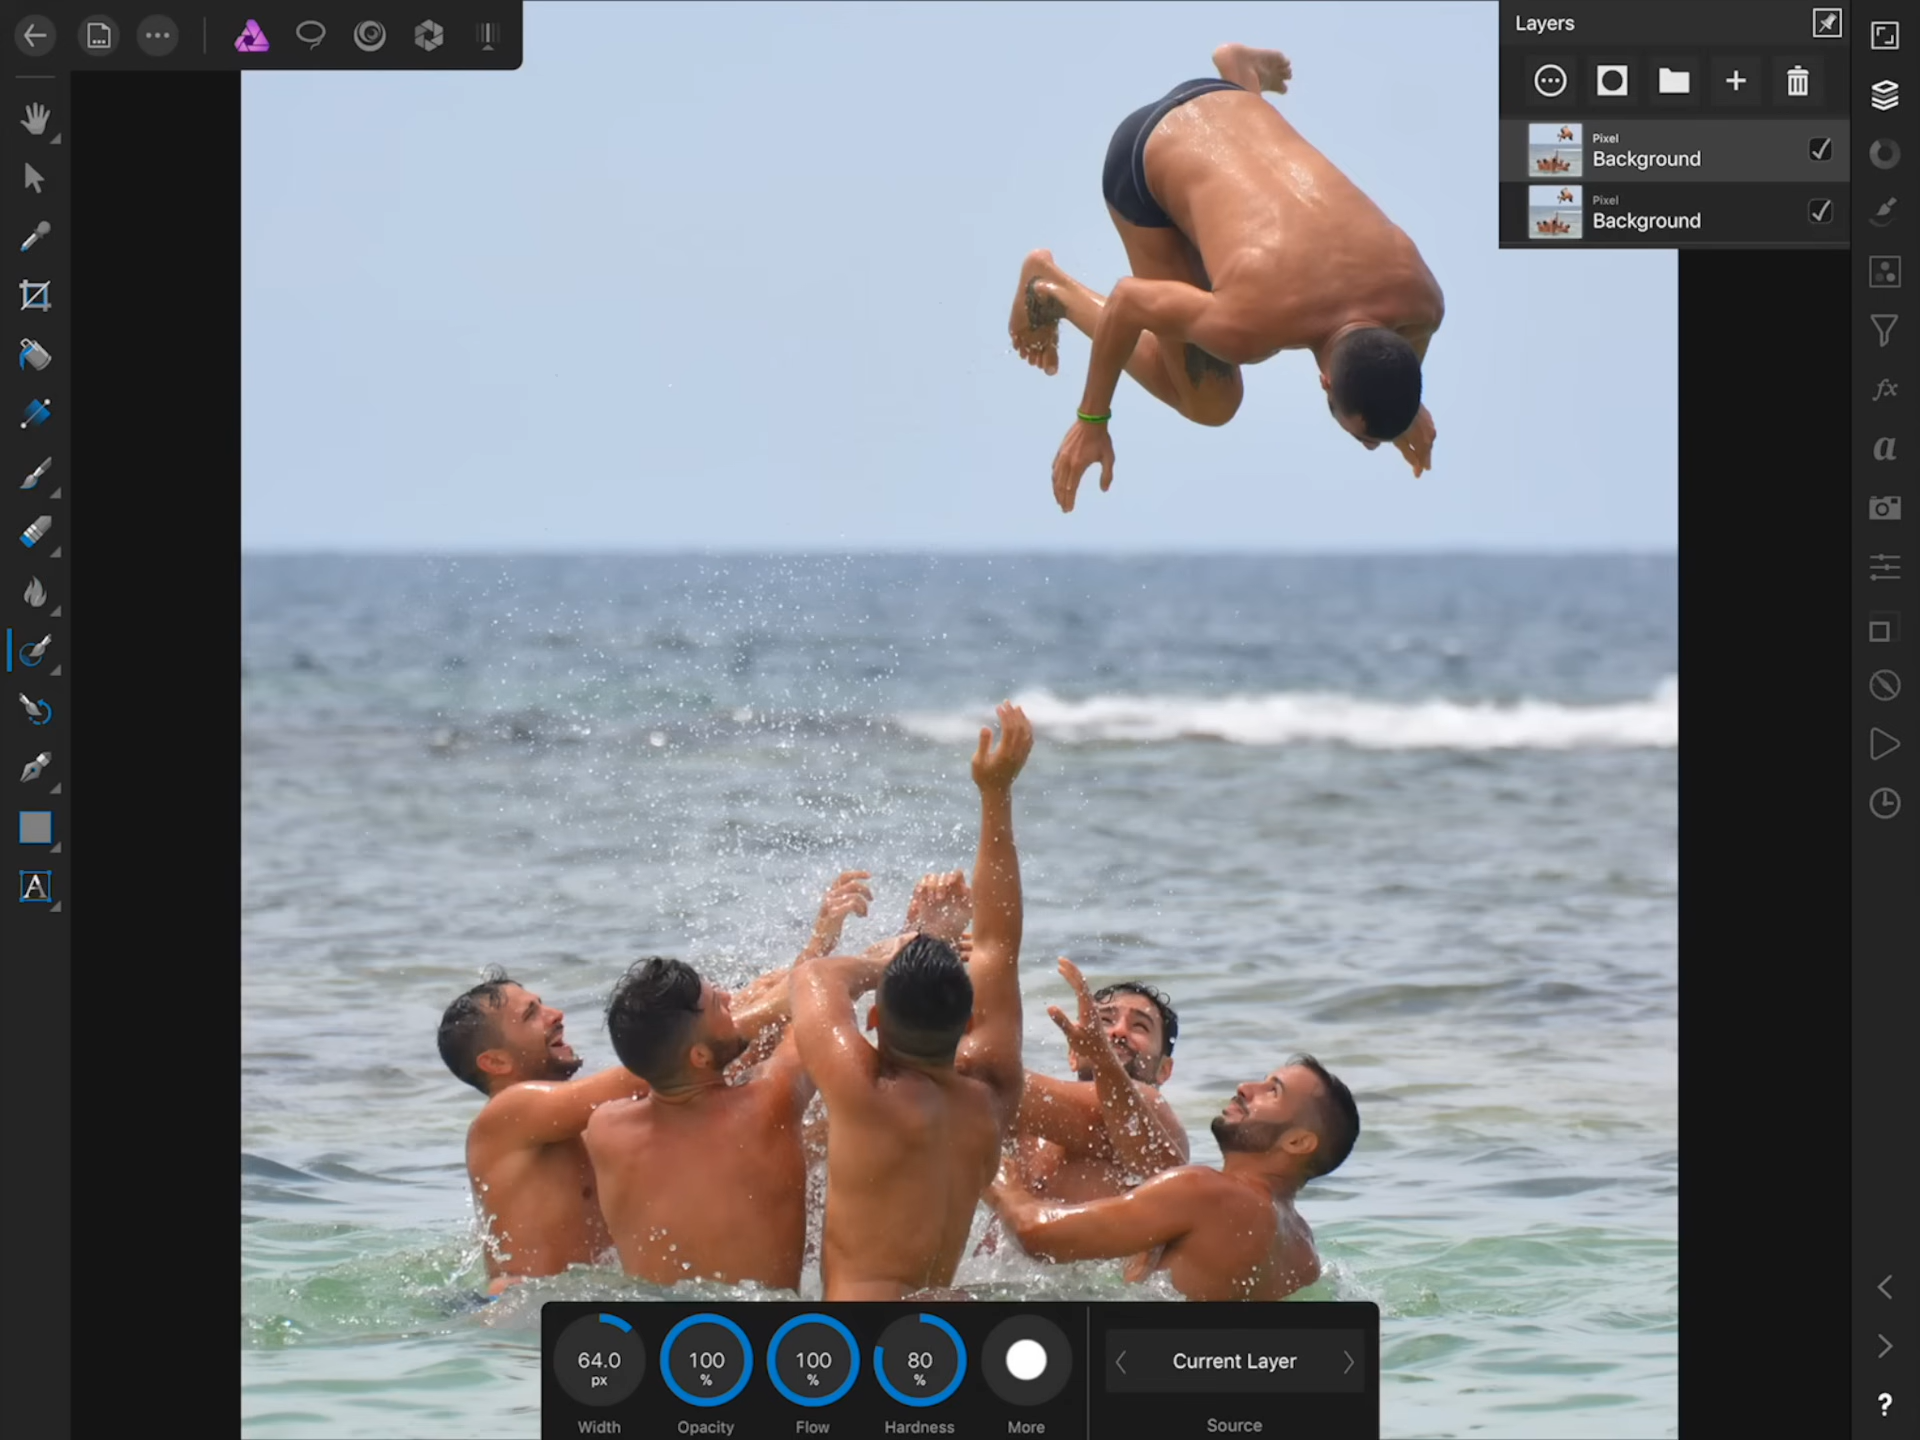 Layers
Pixel
Background
Pixel
Background
a
fx
A
64.0
px
100
%
100
%
80
%
Current Layer
Width
Opacity
Flow
Hardness
More
Source
?